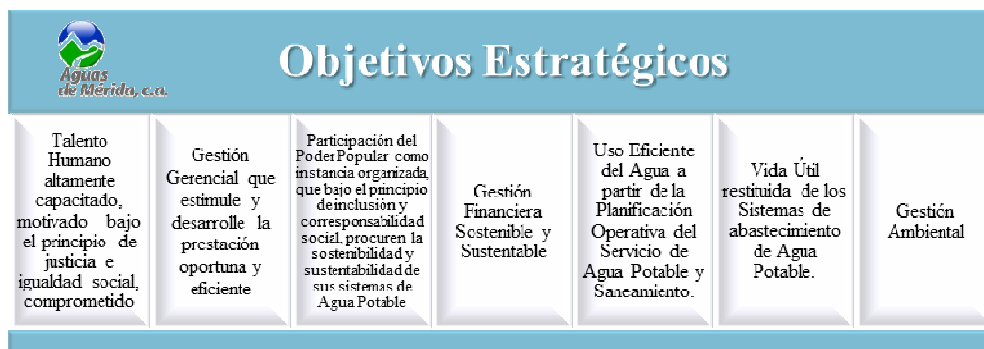 Objetivos Estratégicos
Aguas
de Mérida, c.a.
Talento
Humano
altamente
capacitado,
motivado bajo
el principio de
justicia e
igualdad social,
comprometido
Gestión
Gerencial que
estimule y
desarrolle la
prestación
oportuna y
eficiente
Participación del
Poder Popular como
instancia organizada,
que bajo el principio
de inclusión y
corresponsabilidad
social, procuren la
sostenibilidad y
sustentabilidad de
sus sistemas de
Agua Potable
Gestión
Financiera
Sostenible y
Sustentable
Uso Eficiente
del Agua a
partir de la
Planificación
Operativa del
Servicio de
Agua Potable y
Saneamiento.
Vida Útil
restituida de los
Sistemas de
abastecimiento
de Agua
Potable.
Gestión
Ambiental